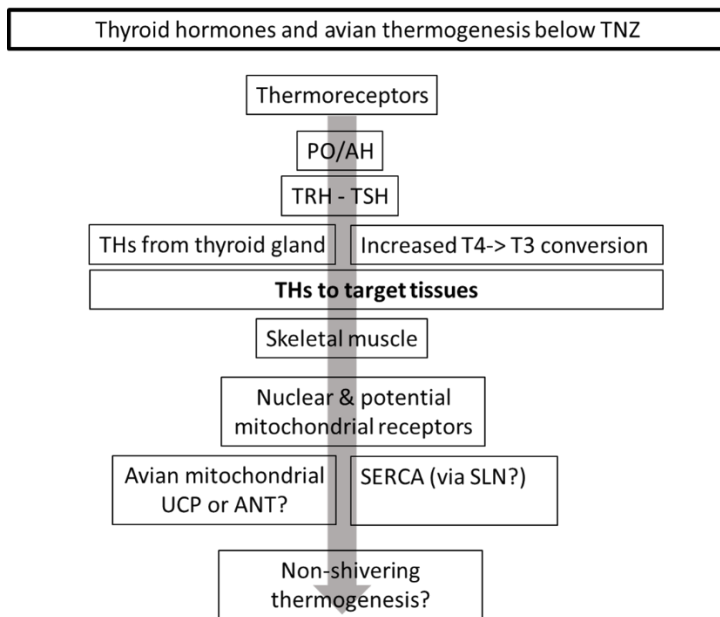 Thyroid hormones and avian thermogenesis below TNZ
Thermoreceptors
PO/AH
TRH - TSH
THs from thyroid gland
Increased T4-> T3 conversion
THs to target tissues
Skeletal muscle
Nuclear & potential
mitochondrial receptors
Avian mitochondrial
UCP or ANT?
SERCA (via SLN?)
Non-shivering
thermogenesis?